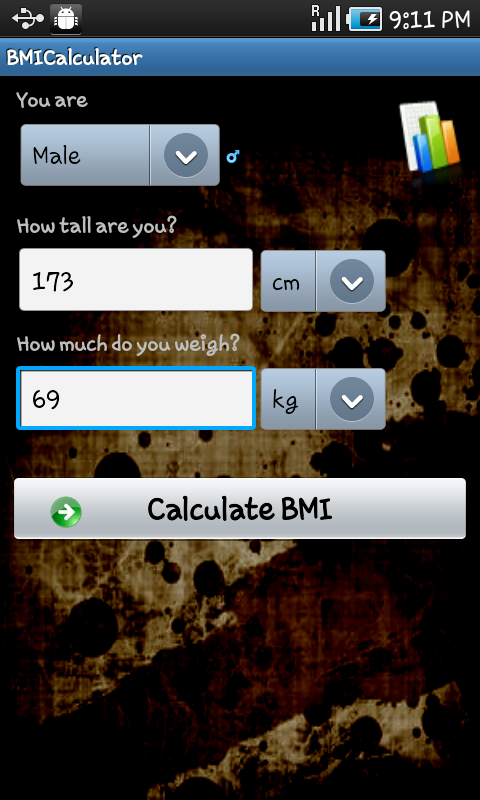 R 9:11 PM
BMICalculator
You are
Male
How tall are you?
173 cm
How much do you weigh?
69 kg
Calculate BMI